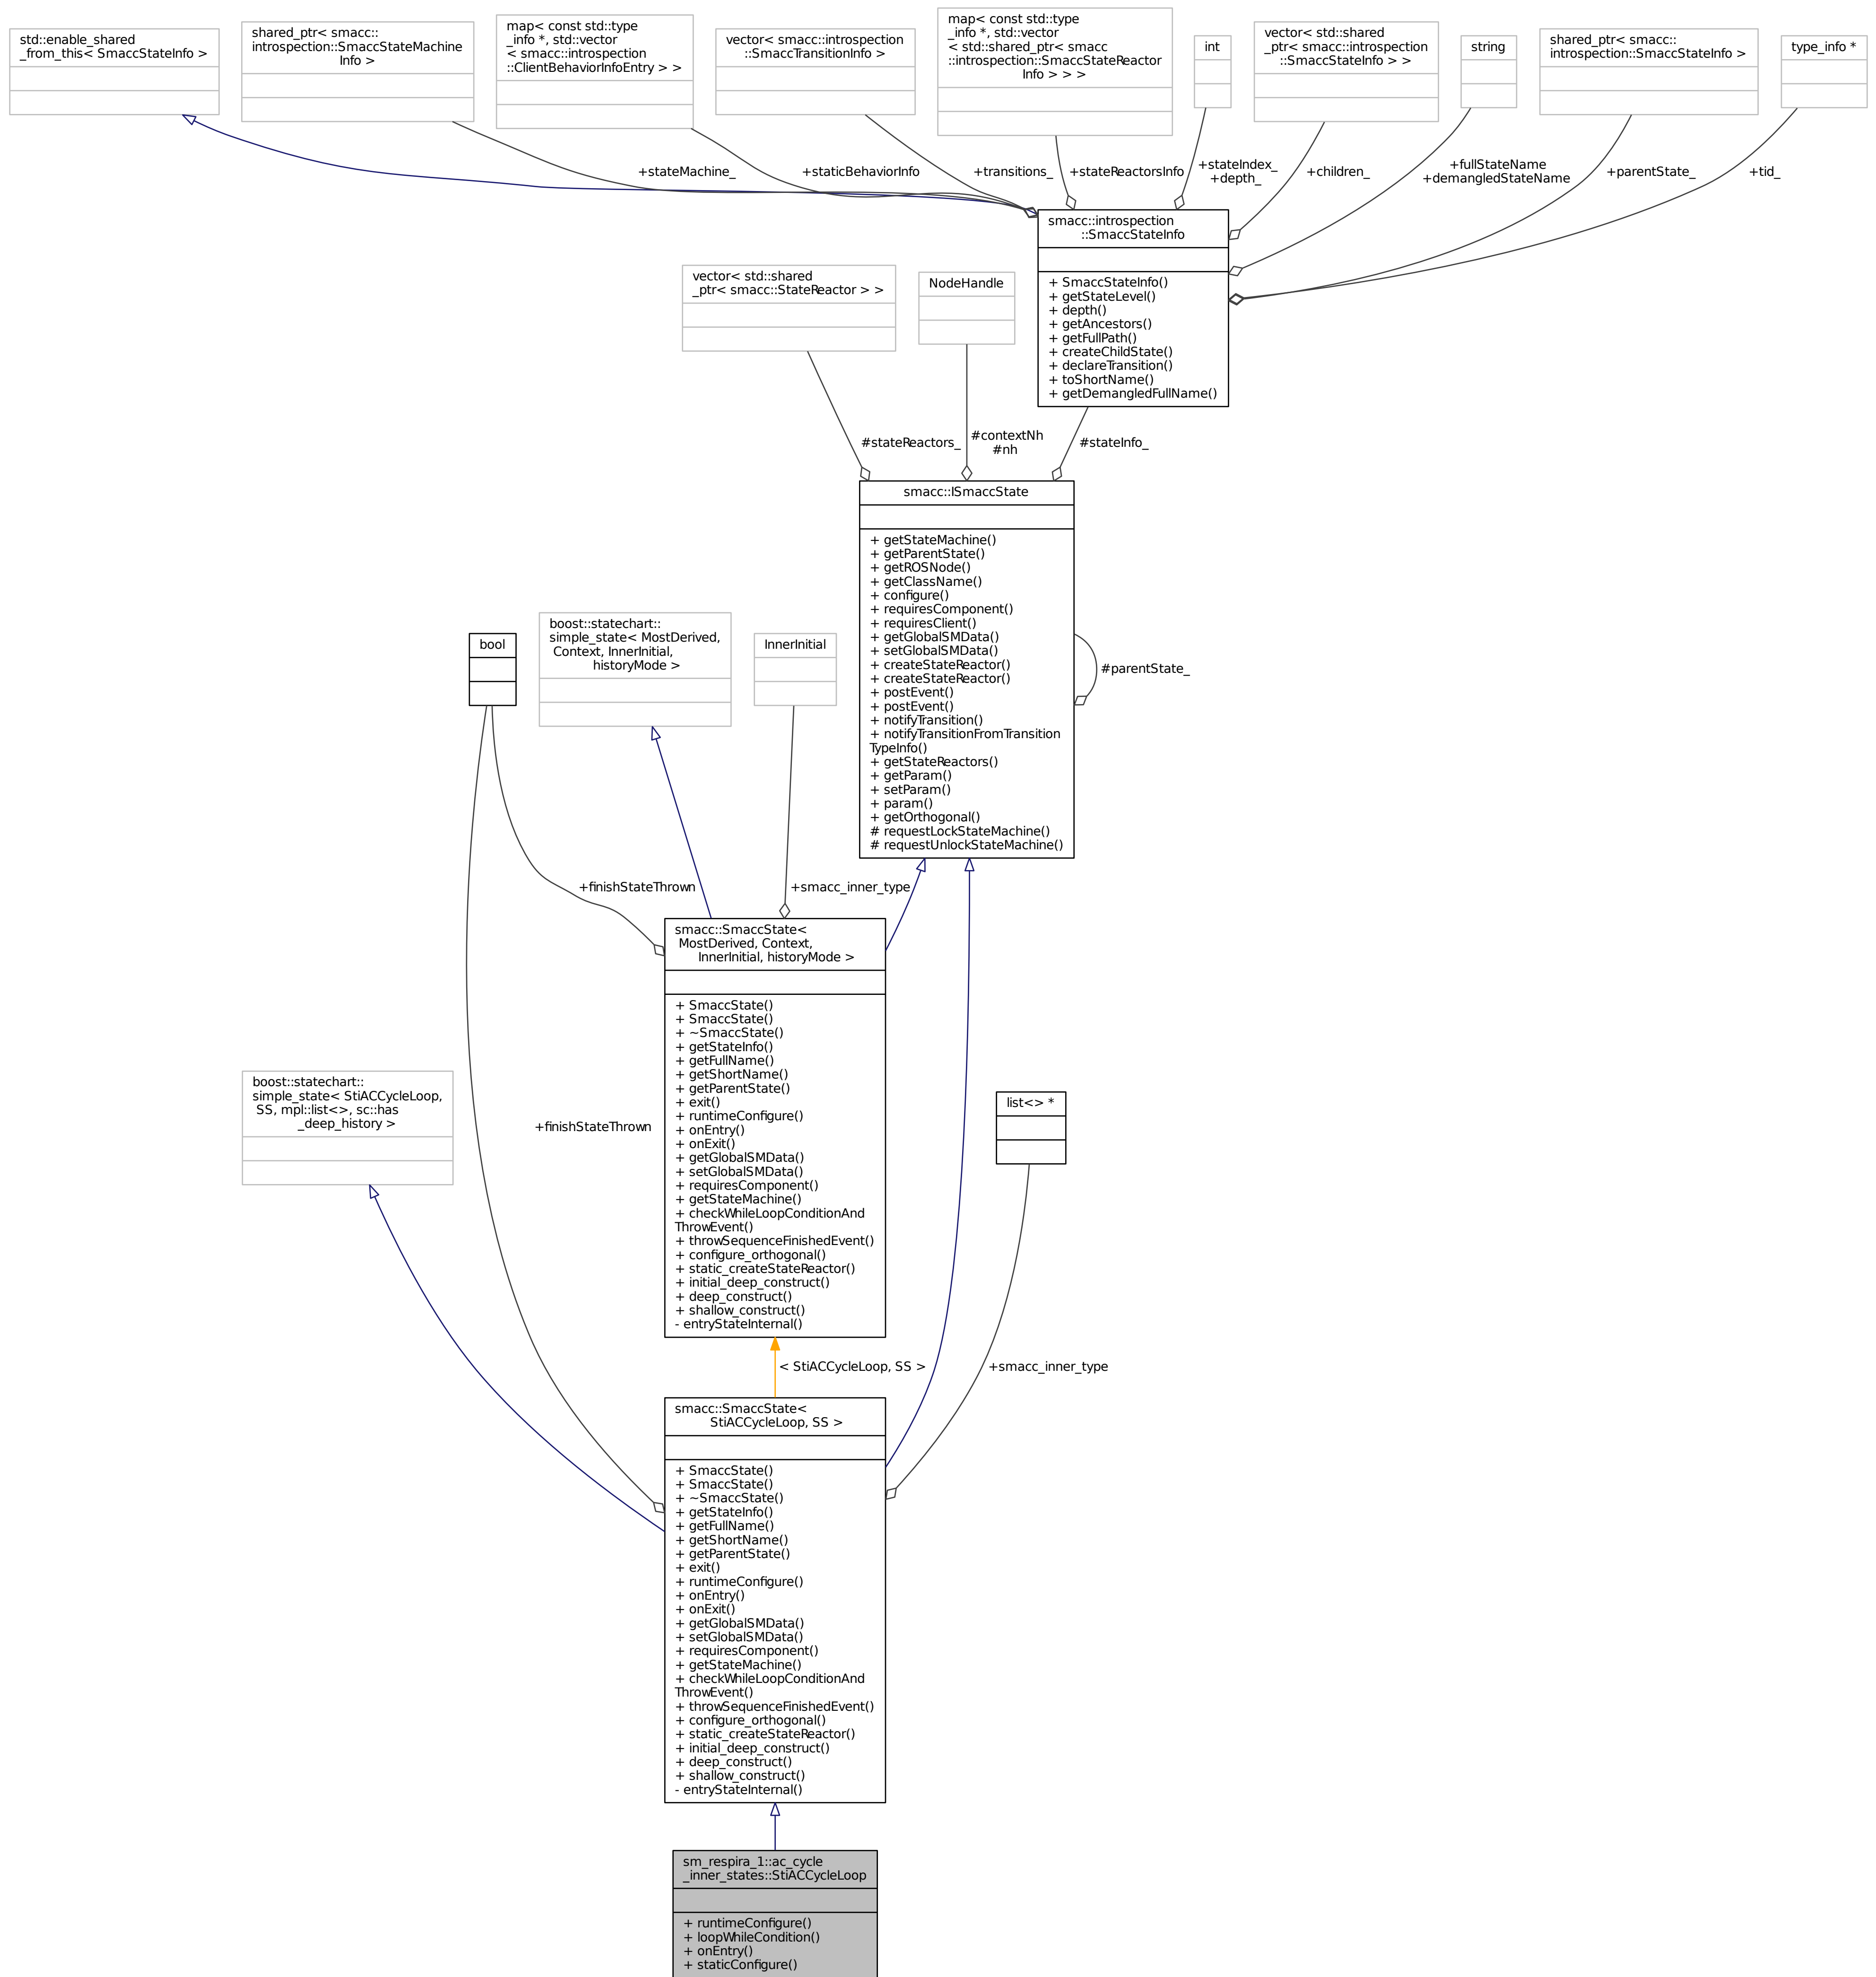 std::enable_shared
_from_this< SmaccStateInfo >
shared_ptr< smacc::
introspection::SmaccStateMachine
Info >
map< const std::type
_info *, std::vector
< smacc::introspection
::ClientBehaviorInfoEntry > >
vector< smacc::introspection
::SmaccTransitionInfo >
map< const std::type
_info *, std::vector
< std::shared_ptr< smacc
::introspection::SmaccStateReactor
Info > > >
int
vector< std::shared
_ptr< smacc::introspection
::SmaccStateInfo > >
string
shared_ptr< smacc::
introspection::SmaccStateInfo >
type_info *
+stateMachine_
+staticBehaviorInfo
+transitions_
+stateReactorsInfo
+stateIndex_
+depth_
+children_
+fullStateName
+demangledStateName
+parentState_
+tid_
smacc::introspection
::SmaccStateInfo
+ SmaccStateInfo()
+ getStateLevel()
+ depth()
+ getAncestors()
+ getFullPath()
+ createChildState()
+ declareTransition()
+ toShortName()
+ getDemangledFullName()
vector< std::shared
_ptr< smacc::StateReactor > >
NodeHandle
#stateReactors_
#contextNh
#nh
#stateInfo_
smacc::ISmaccState
+ getStateMachine()
+ getParentState()
+ getROSNode()
+ getClassName()
+ configure()
+ requiresComponent()
+ requiresClient()
+ getGlobalSMData()
+ setGlobalSMData()
+ createStateReactor()
+ createStateReactor()
+ postEvent()
+ postEvent()
+ notifyTransition()
+ notifyTransitionFromTransition
TypeInfo()
+ getStateReactors()
+ getParam()
+ setParam()
+ param()
+ getOrthogonal()
# requestLockStateMachine()
# requestUnlockStateMachine()
#parentState_
bool
boost::statechart::
simple_state< MostDerived,
Context, InnerInitial,
historyMode >
InnerInitial
+finishStateThrown
+smacc_inner_type
smacc::SmaccState<
MostDerived, Context,
InnerInitial, historyMode >
+ SmaccState()
+ SmaccState()
+ ~SmaccState()
+ getStateInfo()
+ getFullName()
+ getShortName()
+ getParentState()
+ exit()
+ runtimeConfigure()
+ onEntry()
+ onExit()
+ getGlobalSMData()
+ setGlobalSMData()
+ requiresComponent()
+ getStateMachine()
+ checkWhileLoopConditionAnd
ThrowEvent()
+ throwSequenceFinishedEvent()
+ configure_orthogonal()
+ static_createStateReactor()
+ initial_deep_construct()
+ deep_construct()
+ shallow_construct()
- entryStateInternal()
boost::statechart::
simple_state< StiACCycleLoop,
SS, mpl::list<>, sc::has
_deep_history >
+finishStateThrown
list<> *
< StiACCycleLoop, SS >
+smacc_inner_type
smacc::SmaccState<
StiACCycleLoop, SS >
+ SmaccState()
+ SmaccState()
+ ~SmaccState()
+ getStateInfo()
+ getFullName()
+ getShortName()
+ getParentState()
+ exit()
+ runtimeConfigure()
+ onEntry()
+ onExit()
+ getGlobalSMData()
+ setGlobalSMData()
+ requiresComponent()
+ getStateMachine()
+ checkWhileLoopConditionAnd
ThrowEvent()
+ throwSequenceFinishedEvent()
+ configure_orthogonal()
+ static_createStateReactor()
+ initial_deep_construct()
+ deep_construct()
+ shallow_construct()
- entryStateInternal()
sm_respira_1::ac_cycle
_inner_states::StiACCycleLoop
+ runtimeConfigure()
+ loopWhileCondition()
+ onEntry()
+ staticConfigure()